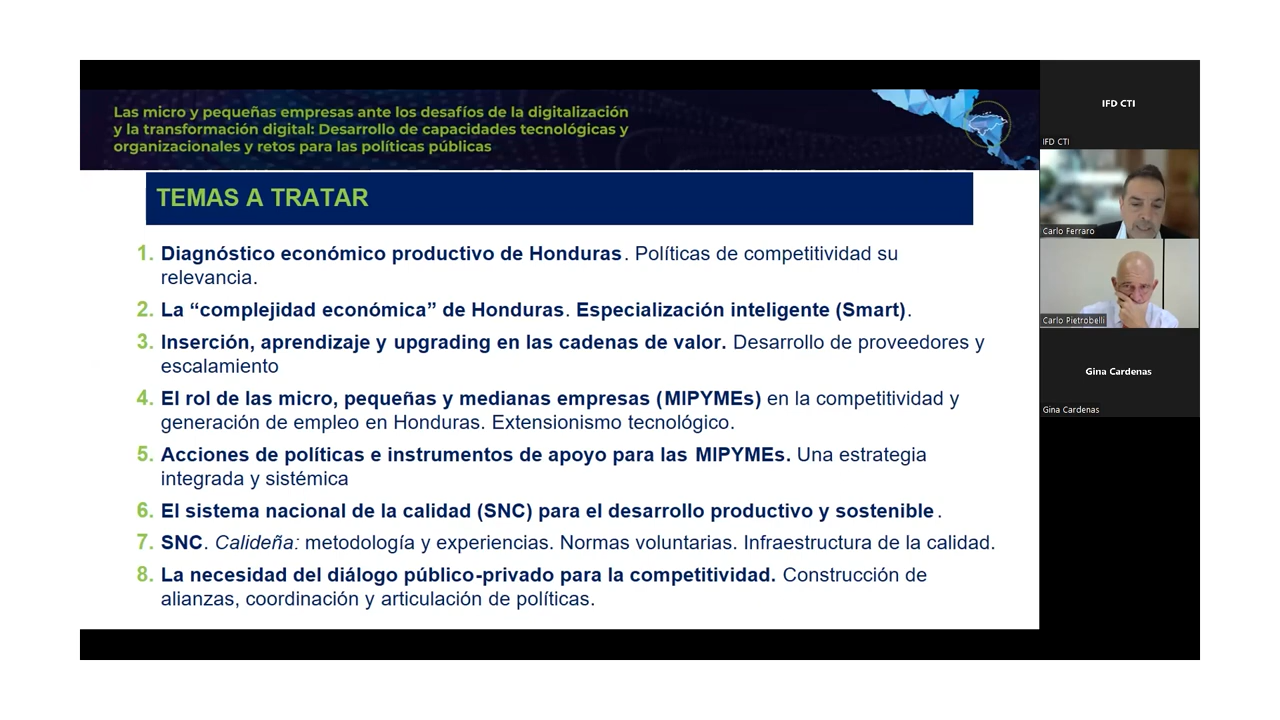 Las micro y pequeñas empresas ante los desafíos de la digitalización
y la transformación digital: Desarrollo de capacidades tecnológicas y
organizacionales y retos para las políticas públicas
TEMAS A TRATAR
1. Diagnóstico económico productivo de Honduras. Políticas de competitividad su
relevancia.
2. La “complejidad económica” de Honduras. Especialización inteligente (Smart).
3. Inserción, aprendizaje y upgrading en las cadenas de valor. Desarrollo de proveedores y
escalamiento
4. El rol de las micro, pequeñas y medianas empresas (MIPYMEs) en la competitividad y
generación de empleo en Honduras. Extensionismo tecnológico.
5. Acciones de políticas e instrumentos de apoyo para las MIPYMEs. Una estrategia
integrada y sistémica
6. El sistema nacional de la calidad (SNC) para el desarrollo productivo y sostenible.
7. SNC. Calideña: metodología y experiencias. Normas voluntarias. Infraestructura de la calidad.
8. La necesidad del diálogo público-privado para la competitividad. Construcción de
alianzas, coordinación y articulación de políticas.
IFD CTI
IFD CTI
Carlo Ferraro
Carlo Pietrobelli
Gina Cardenas
Gina Cardenas